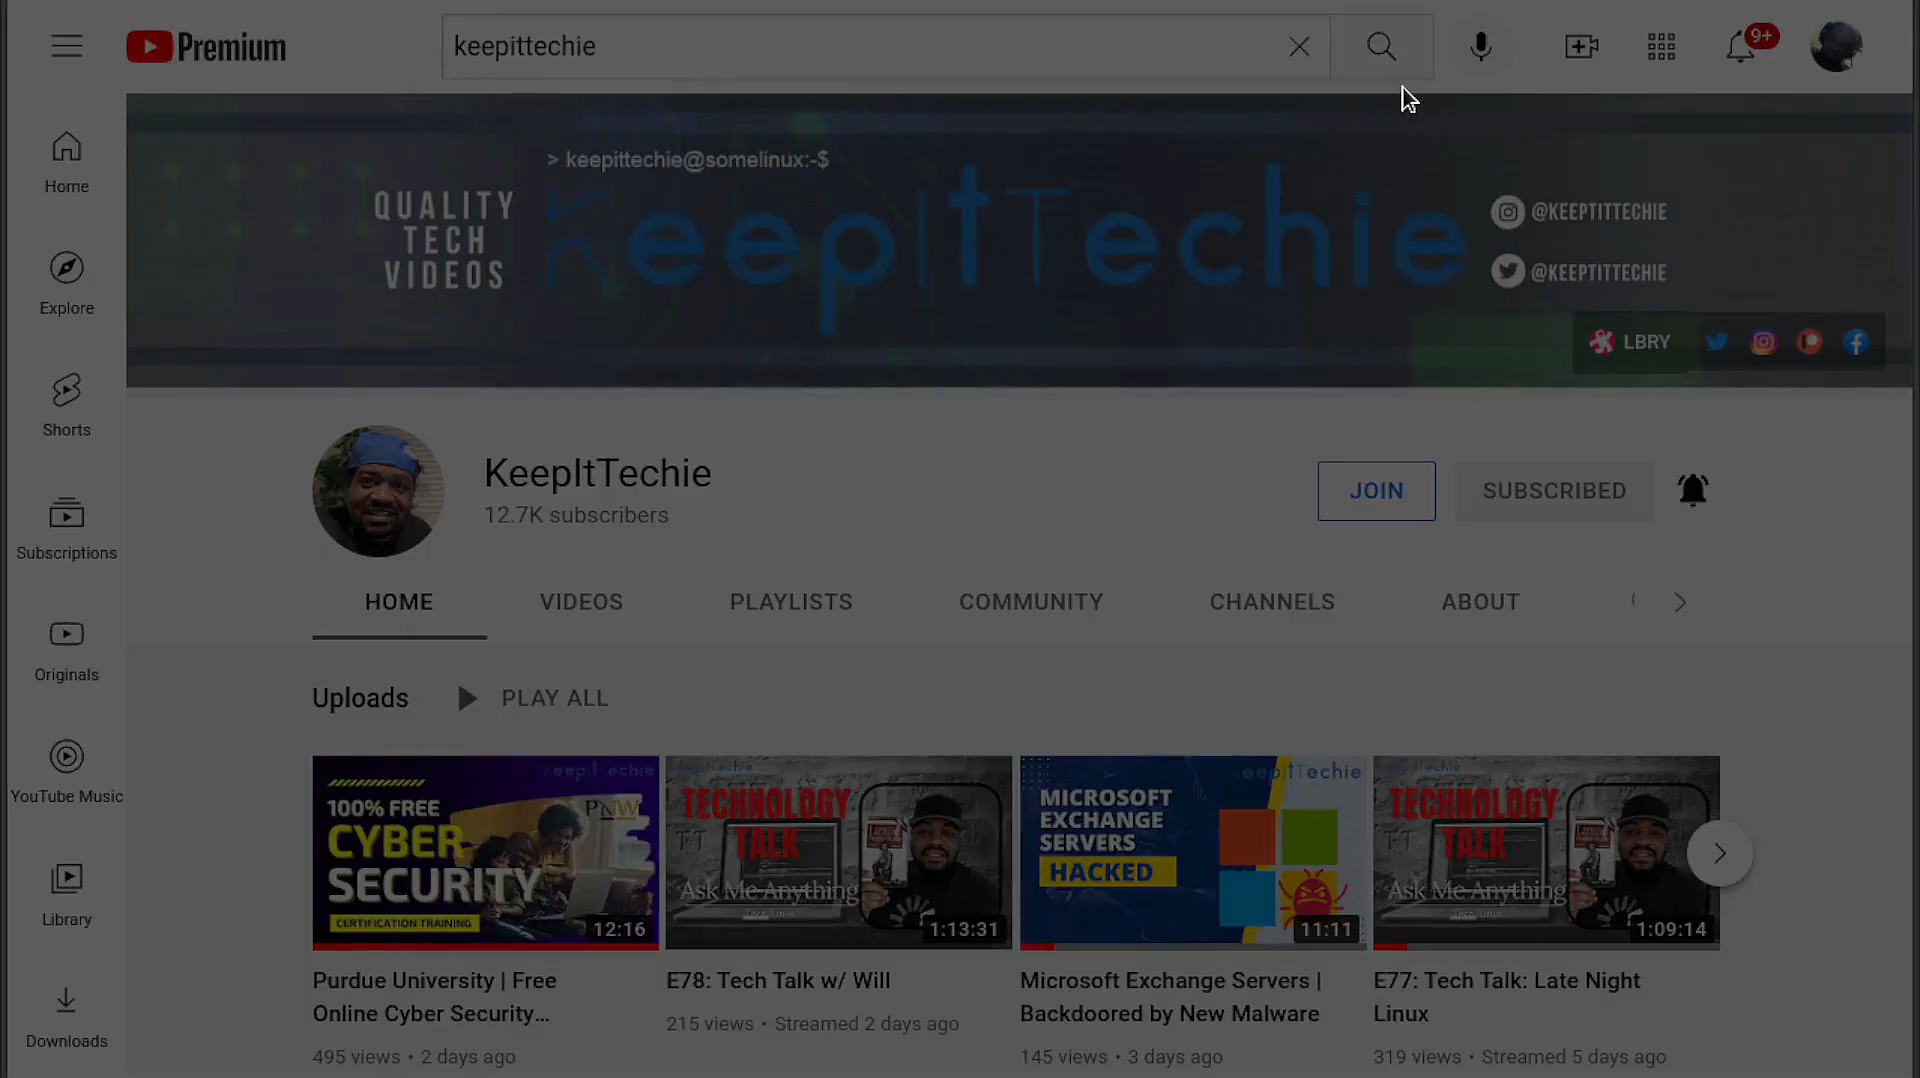 Premium
keepittechie
9+
Home
Explore
Shorts
Subscriptions
Originals
YouTube Music
Library
Downloads
> keepittechie@somelinux:~$
QUALITY
TECH
VIDEOS
KeepItTechie
@KEEPTITTECHIE
@KEEPTITTECHIE
LBRY
KeepItTechie
12.7K subscribers
JOIN
SUBSCRIBED
HOME VIDEOS PLAYLISTS COMMUNITY CHANNELS ABOUT
Uploads PLAY ALL
100% FREE
CYBER
SECURITY
CERTIFICATION TRAINING
PNW
12:16
TECHNOLOGY
TALK
Ask Me Anything
1:13:31
MICROSOFT
EXCHANGE
SERVERS
HACKED
11:11
TECHNOLOGY
TALK
Ask Me Anything
1:09:14
Purdue University | Free
Online Cyber Security...
495 views • 2 days ago
E78: Tech Talk w/ Will
215 views • Streamed 2 days ago
Microsoft Exchange Servers |
Backdoored by New Malware
145 views • 3 days ago
E77: Tech Talk: Late Night
Linux
319 views • Streamed 5 days ago